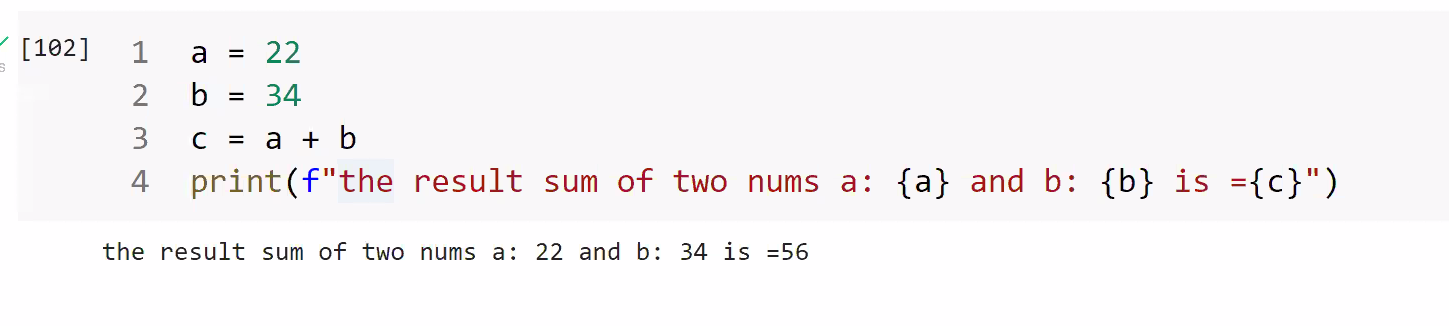 [102] 1 a = 22
2 b = 34
3 c = a + b
4 print(f"the result sum of two nums a: {a} and b: {b} is ={c}")
s
the result sum of two nums a: 22 and b: 34 is =56